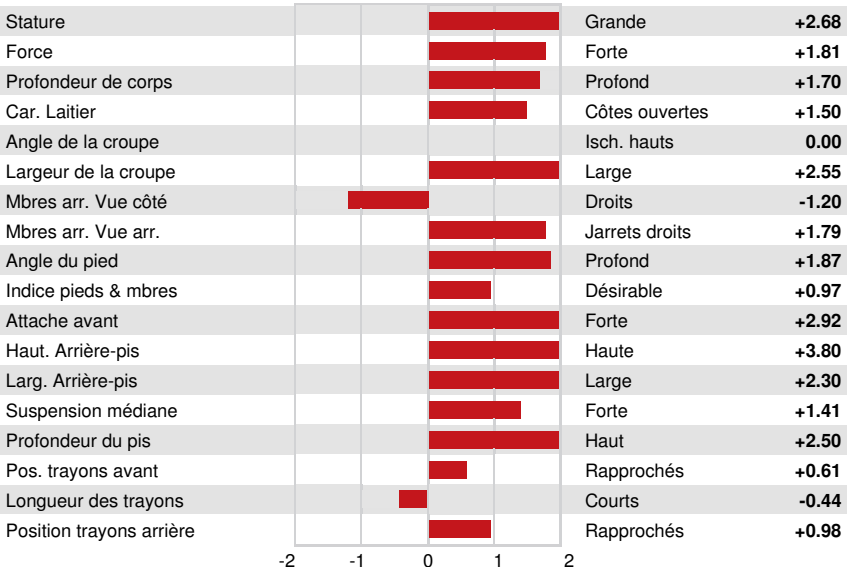 Stature Grande +2.68
Force Forte +1.81
Profondeur de corps Profond +1.70
Car. Laitier Côtes ouvertes +1.50
Angle de la croupe Isch. hauts 0.00
Largeur de la croupe Large +2.55
Mbres arr. Vue côté Droits -1.20
Mbres arr. Vue arr. Jarrets droits +1.79
Angle du pied Profond +1.87
Indice pieds & mbres Désirable +0.97
Attache avant Forte +2.92
Haut. Arrière-pis Haute +3.80
Larg. Arrière-pis Large +2.30
Suspension médiane Forte +1.41
Profondeur du pis Haut +2.50
Pos. trayons avant Rapprochés +0.61
Longueur des trayons Courts -0.44
Position trayons arrière Rapprochés +0.98
-2 -1 0 1 2